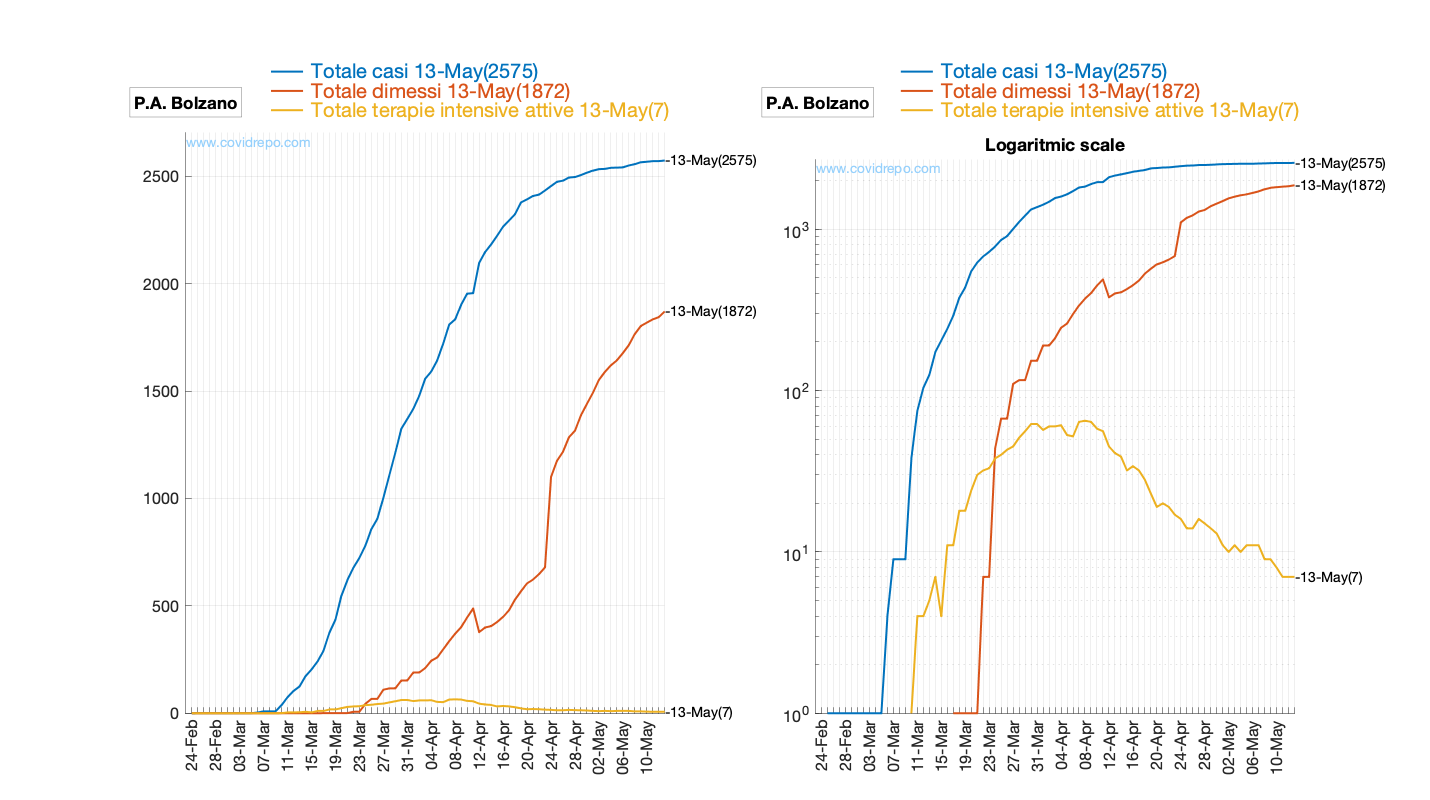 Totale casi 13-May(2575)
Totale dimessi 13-May(1872)
Totale terapie intensive attive 13-May(7)
P.A. Bolzano
www.covidrepo.com
-13-May(2575)
-13-May(1872)
-13-May(7)
2500
2000
1500
1000
500
0
24-Feb
28-Feb
03-Mar
07-Mar
11-Mar
15-Mar
19-Mar
23-Mar
27-Mar
31-Mar
04-Apr
08-Apr
12-Apr
16-Apr
20-Apr
24-Apr
28-Apr
02-May
06-May
10-May
Totale casi 13-May(2575)
Totale dimessi 13-May(1872)
Totale terapie intensive attive 13-May(7)
P.A. Bolzano
Logaritmic scale
www.covidrepo.com
-13-May(2575)
-13-May(1872)
-13-May(7)
10³
10²
10¹
10⁰
24-Feb
28-Feb
03-Mar
07-Mar
11-Mar
15-Mar
19-Mar
23-Mar
27-Mar
31-Mar
04-Apr
08-Apr
12-Apr
16-Apr
20-Apr
24-Apr
28-Apr
02-May
06-May
10-May